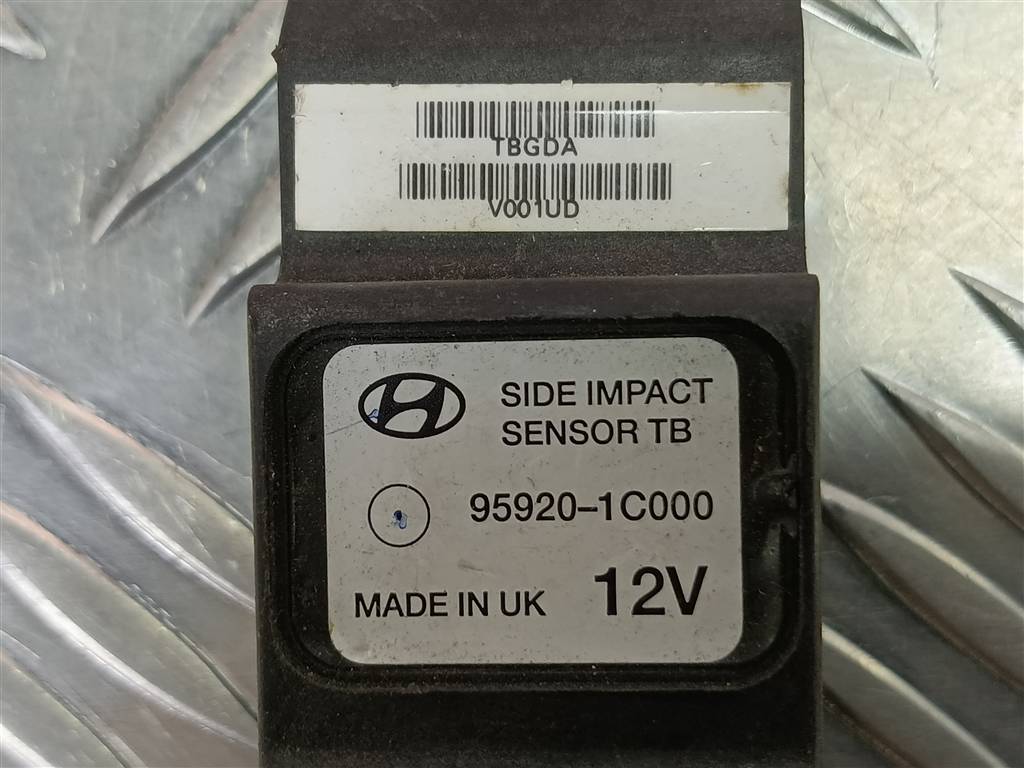 TBGDA
V001UD
SIDE IMPACT
SENSOR TB
95920-1C000
MADE IN UK 12V